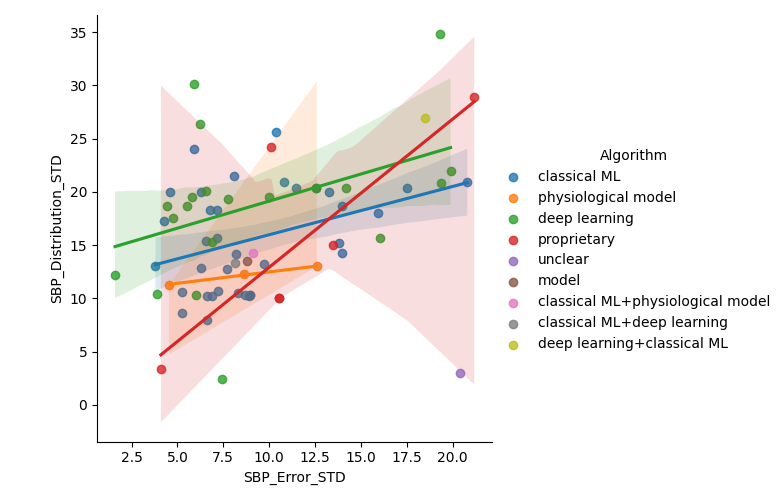 35
30
25
20
15
10
5
0
SBP_Distribution_STD
2.5 5.0 7.5 10.0 12.5 15.0 17.5 20.0
SBP_Error_STD
Algorithm
classical ML
physiological model
deep learning
proprietary
unclear
model
classical ML+physiological model
classical ML+deep learning
deep learning+classical ML